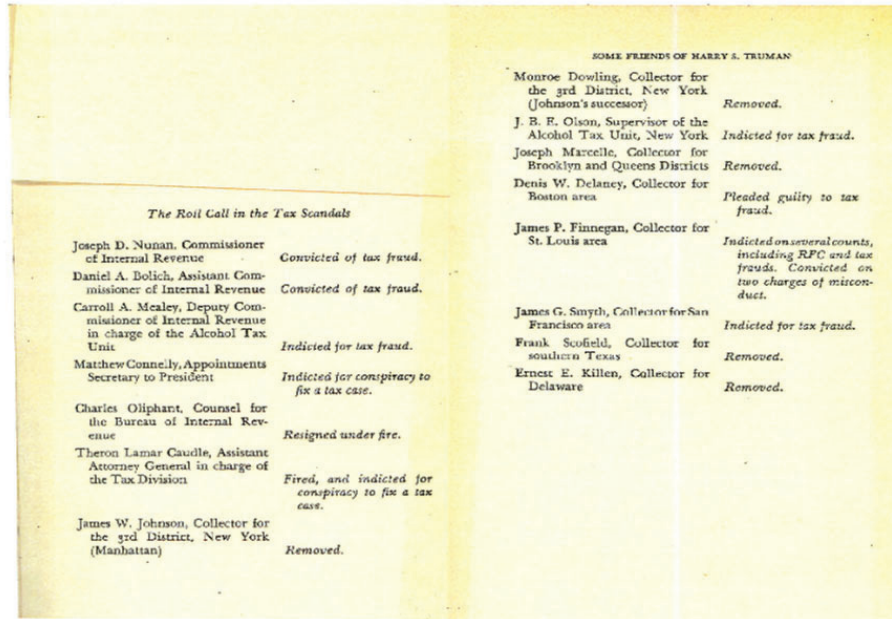 The Roll Call in the Tax Scandals
Joseph D. Nunan, Commissioner
of Internal Revenue Convicted of tax fraud.
Daniel A. Bolich, Assistant Com-
missioner of Internal Revenue Convicted of tax fraud.
Carroll A. Mealey, Deputy Com-
missioner of Internal Revenue
in charge of the Alcohol Tax
Unit Indicted for tax fraud.
Matthew Connelly, Appointments
Secretary to President Indicted for conspiracy to
fix a tax case.
Charles Oliphant, Counsel for
the Bureau of Internal Rev-
enue Resigned under fire.
Theron Lamar Caudle, Assistant
Attorney General in charge of
the Tax Division Fired, and indicted for
conspiracy to fix a tax
case.
James W. Johnson, Collector for
the 3rd District, New York
(Manhattan) Removed.
SOME FRIENDS OF HARRY S. TRUMAN
Monroe Dowling, Collector for
the 3rd District, New York
(Johnson's successor) Removed.
J. B. E. Olson, Supervisor of the
Alcohol Tax Unit, New York Indicted for tax fraud.
Joseph Marcelle, Collector for
Brooklyn and Queens Districts Removed.
Denis W. Delaney, Collector for
Boston area Pleaded guilty to tax
fraud.
James P. Finnegan, Collector for
St. Louis area Indicted on several counts,
including RFC and tax
frauds. Convicted on
two charges of miscon-
duct.
James G. Smyth, Collector for San
Francisco area Indicted for tax fraud.
Frank Scofield, Collector for
southern Texas Removed.
Ernest E. Killen, Collector for
Delaware Removed.